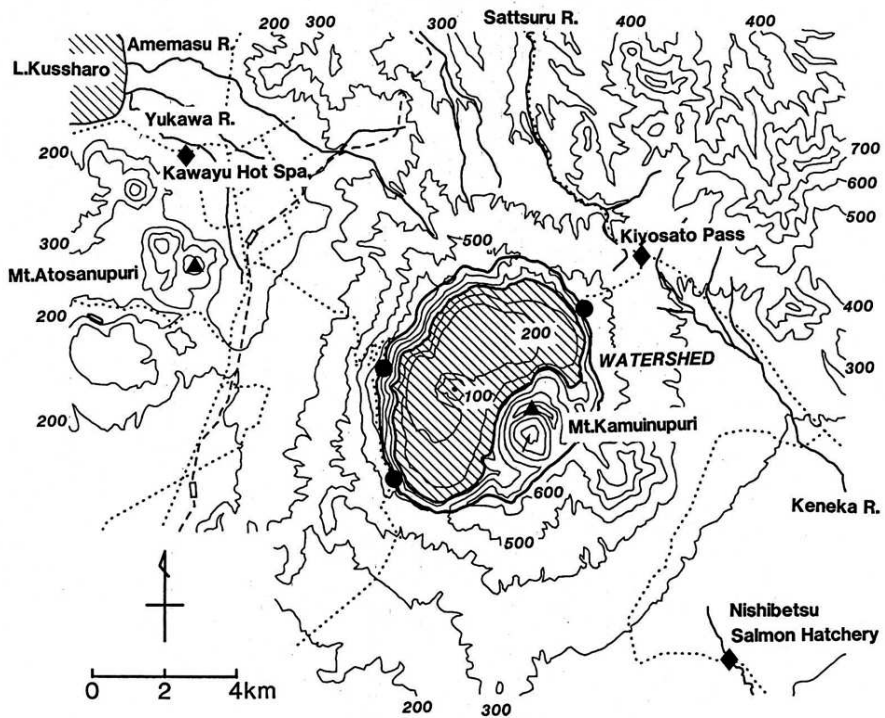 200 300
300
Sattsuru R.
400
400
Amemasu R.
L.Kussharo
Yukawa R.
200
Kawayu Hot Spa.
700
600
500
300
500
Kiyosato Pass
Mt.Atosanupuri
200
400
200
WATERSHED
300
100
200
Mt.Kamuinupuri
600
Keneka R.
500
Nishibetsu
Salmon Hatchery
0 2 4km
200
0
300
200